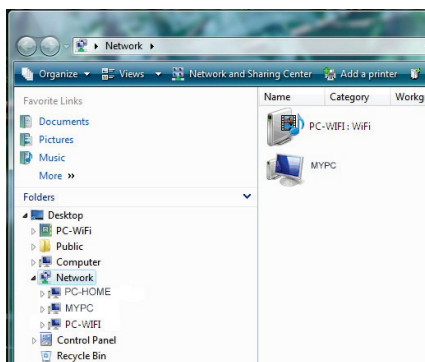 Network
Organize Views Network and Sharing Center Add a printer
Favorite Links
Documents
Pictures
Music
More »
Folders
Desktop
PC-WiFi
Public
Computer
Network
PC-HOME
MYPC
PC-WIFI
Control Panel
Recycle Bin
Name Category Workg
PC-WIFI : WiFi
MYPC